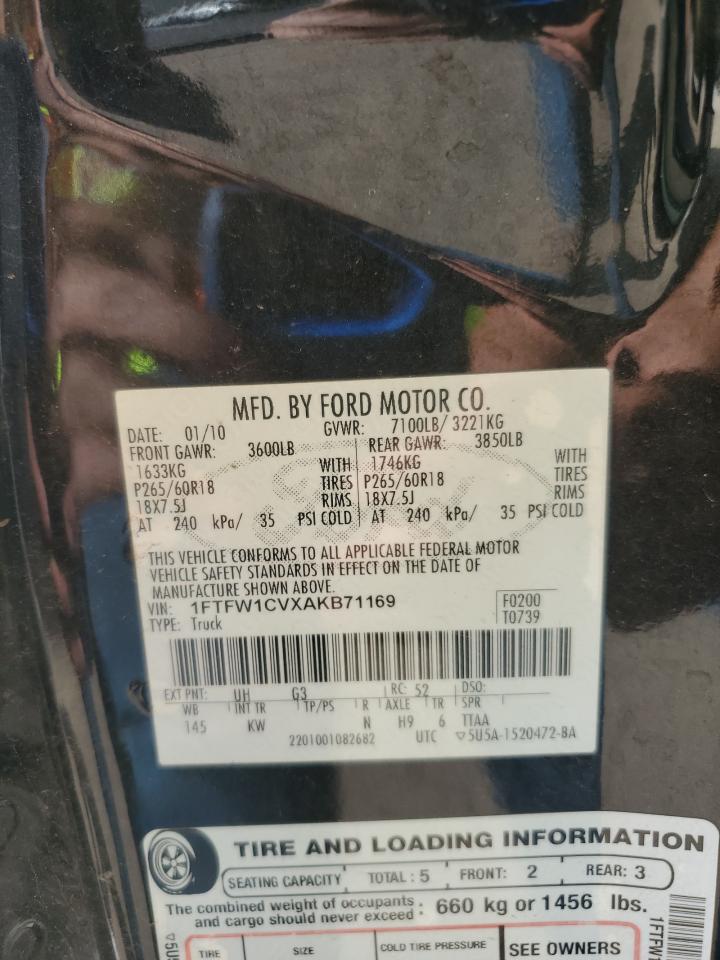 MFD. BY FORD MOTOR CO.
DATE: 01/10 GVWR: 7100LB/ 3221KG
FRONT GAWR: 3600LB REAR GAWR: 3850LB
1633KG WITH 1746KG WITH
P265/60R18 TIRES P265/60R18 TIRES
18X7.5J RIMS 18X7.5J RIMS
AT 240 kPa/ 35 PSI COLD AT 240 kPa/ 35 PSI COLD
THIS VEHICLE CONFORMS TO ALL APPLICABLE FEDERAL MOTOR
VEHICLE SAFETY STANDARDS IN EFFECT ON THE DATE OF
MANUFACTURE SHOWN ABOVE.
VIN: 1FTFW1CVXAKB71169 F0200
TYPE: Truck T0739
EXT PNT: UH G3 RC: 52 DSO:
WB INT TR TP/PS R AXLE TR SPR
145 KW N H9 6 TTAA
2201001082682 UTC ▽5U5A-1520472-BA
TIRE AND LOADING INFORMATION
SEATING CAPACITY TOTAL : 5 FRONT: 2 REAR: 3
The combined weight of occupants
and cargo should never exceed : 660 kg or 1456 lbs.
TIRE SIZE COLD TIRE PRESSURE SEE OWNERS
▽5U5
1FTFW1